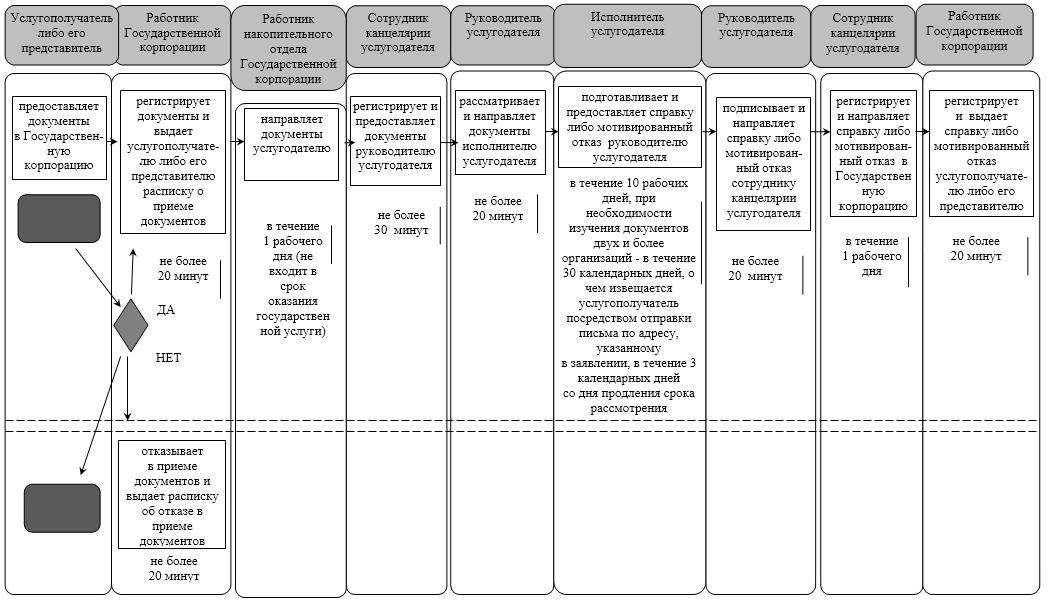 Услугополучатель
либо его
представитель
Работник
Государственной
корпорации
Работник
накопительного
отдела
Государственной
корпорации
Сотрудник
канцелярии
услугодателя
Руководитель
услугодателя
Исполнитель
услугодателя
Руководитель
услугодателя
Сотрудник
канцелярии
услугодателя
Работник
Государственной
корпорации
предоставляет
документы
в Государствен-
ную
корпорацию
регистрирует
документы и
выдает
услугополучате-
лю либо его
представителю
расписку о
приеме
документов
не более
20 минут
ДА
НЕТ
отказывает
в приеме
документов и
выдает расписку
об отказе в
приеме
документов
не более
20 минут
направляет
документы
услугодателю
в течение
1 рабочего
дня (не
входит в
срок
оказания
государствен
ной услуги)
регистрирует и
предоставляет
документы
руководителю
услугодателя
не более
30 минут
рассматривает
и направляет
документы
исполнителю
услугодателя
не более
20 минут
подготавливает и
предоставляет справку
либо мотивированный
отказ руководителю
услугодателя
в течение 10 рабочих
дней, при
необходимости
изучения документов
двух и более
организаций - в течение
30 календарных дней, о
чем извещается
услугополучатель
посредством отправки
письма по адресу,
указанному
в заявлении, в течение 3
календарных дней
со дня продления срока
рассмотрения
подписывает и
направляет
справку либо
мотивирован-
ный отказ
сотруднику
канцелярии
услугодателя
не более
20 минут
регистрирует
и направляет
справку либо
мотивирован-
ный отказ в
Государствен
ную
корпорацию
в течение
1 рабочего
дня
регистрирует
и выдает
справку либо
мотивированный
отказ
услугополучате-
лю либо его
представителю
не более
20 минут